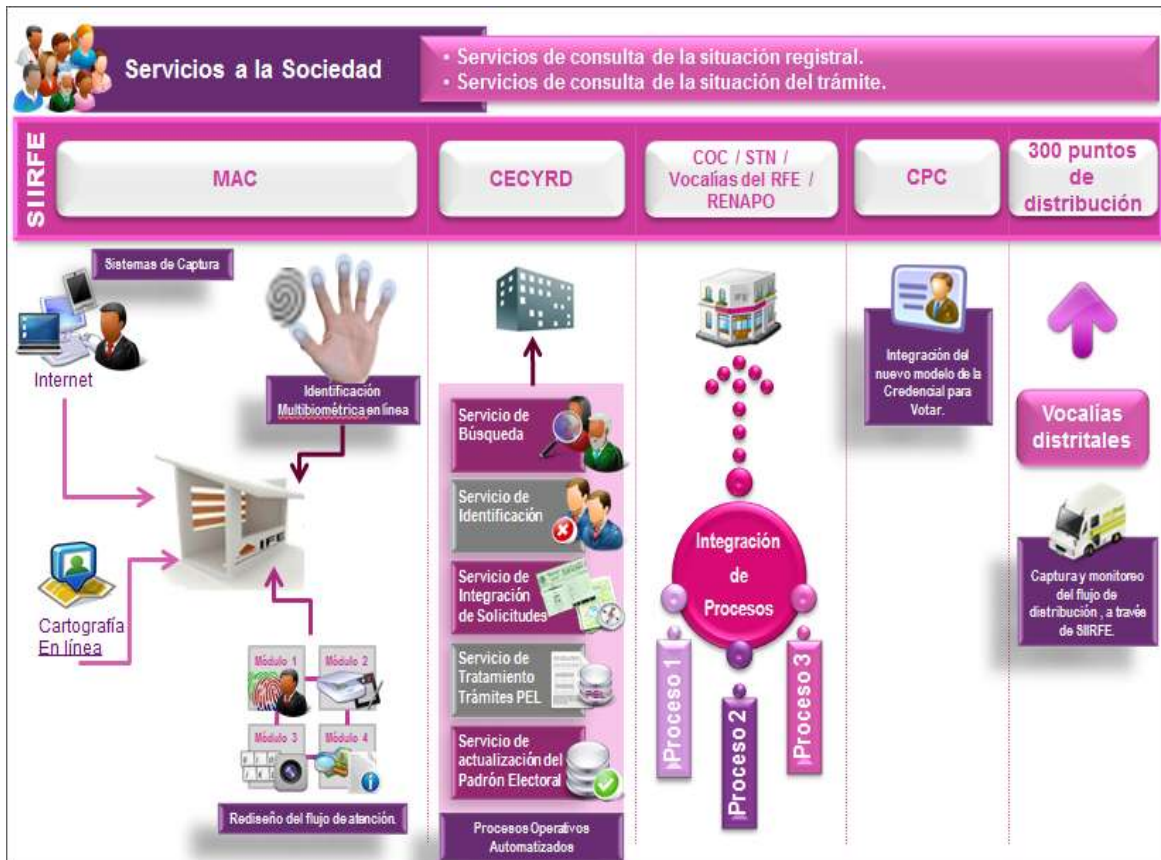 Servicios a la Sociedad
• Servicios de consulta de la situación registral.
• Servicios de consulta de la situación del trámite.
SIIRFE
MAC
CECYRD
COC / STN /
Vocalías del RFE /
RENAPO
CPC
300 puntos
de
distribución
Sistemas de Captura
Internet
Identificación
Multibiométrica en línea
IFE
Cartografía
En línea
Módulo 1
Módulo 2
Módulo 3
Módulo 4
Rediseño del flujo de atención.
Servicio de
Búsqueda
Servicio de
Identificación
Servicio de
Integración
de Solicitudes
Servicio de
Tratamiento
Trámites PEL
PEL
Servicio de
actualización del
Padrón Electoral
Procesos Operativos
Automatizados
IFE
Integración
de
Procesos
Proceso 1
Proceso 2
Proceso 3
Integración del
nuevo modelo de la
Credencial para
Votar.
Vocalías
distritales
Captura y monitoreo
del flujo de
distribución , a través
de SIIRFE.